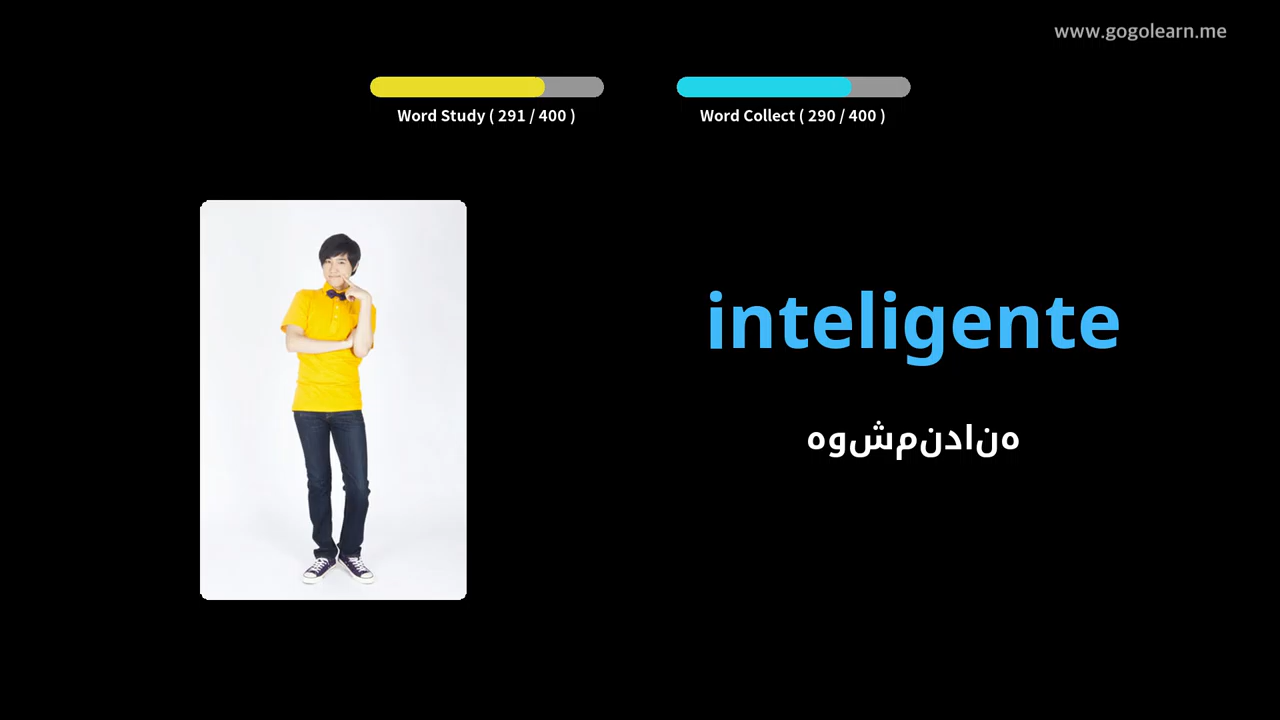 www.gogolearn.me
Word Study ( 291 / 400 )
Word Collect ( 290 / 400 )
inteligente
هوشمندانه